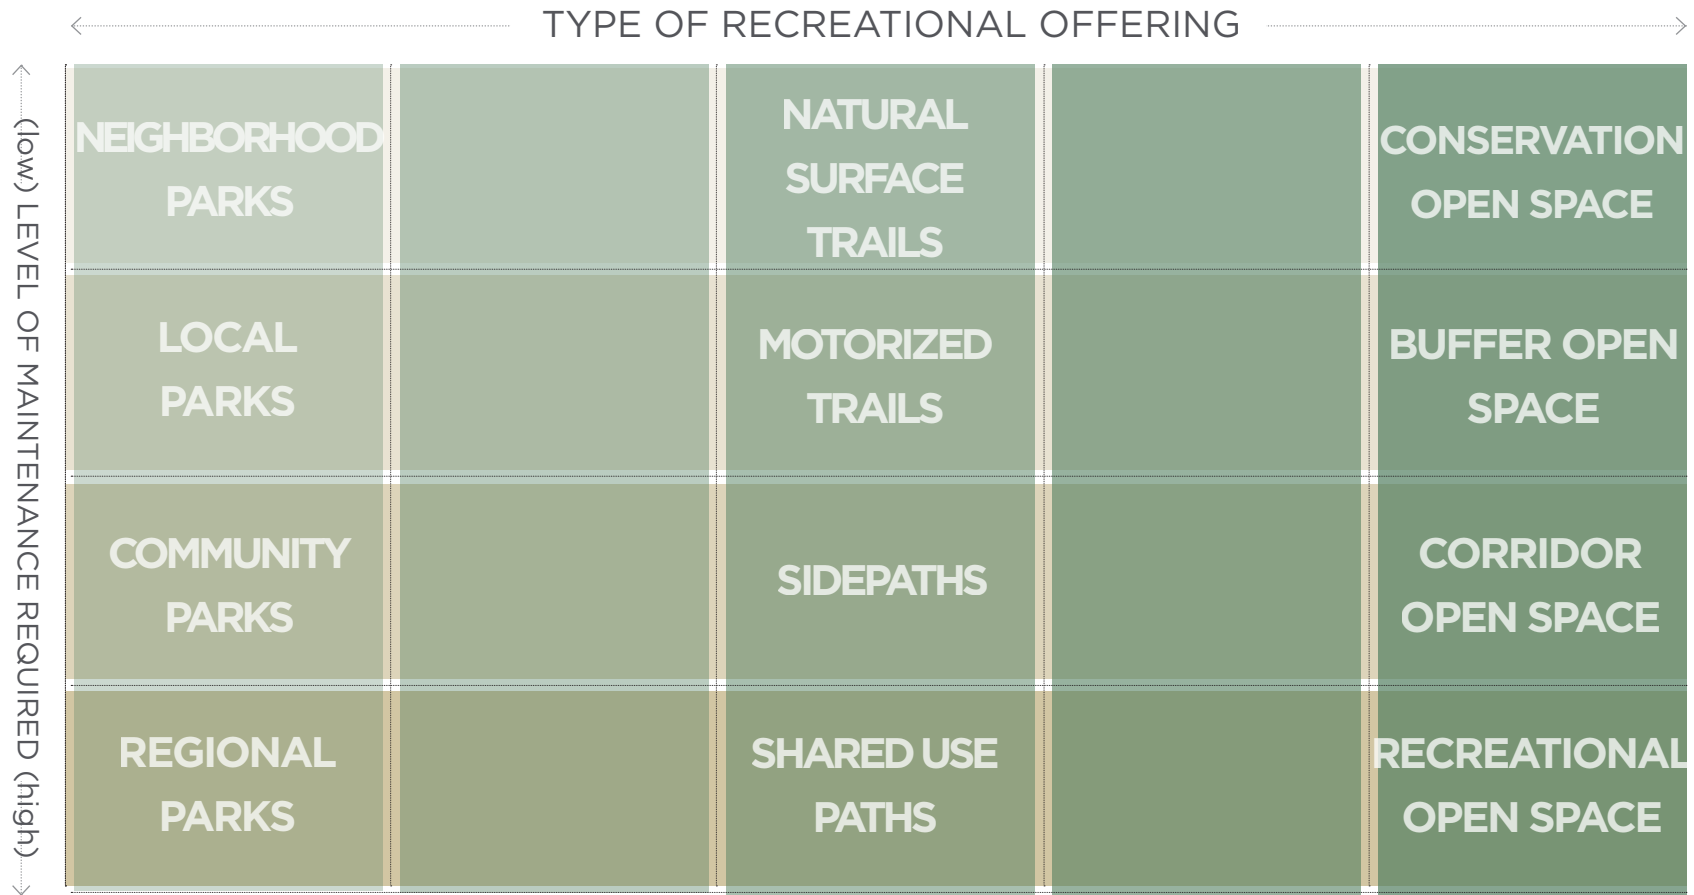 TYPE OF RECREATIONAL OFFERING
(low) LEVEL OF MAINTENANCE REQUIRED (high)
NEIGHBORHOOD
PARKS
NATURAL
SURFACE
TRAILS
CONSERVATION
OPEN SPACE
LOCAL
PARKS
MOTORIZED
TRAILS
BUFFER OPEN
SPACE
COMMUNITY
PARKS
SIDEPATHS
CORRIDOR
OPEN SPACE
REGIONAL
PARKS
SHARED USE
PATHS
RECREATIONAL
OPEN SPACE